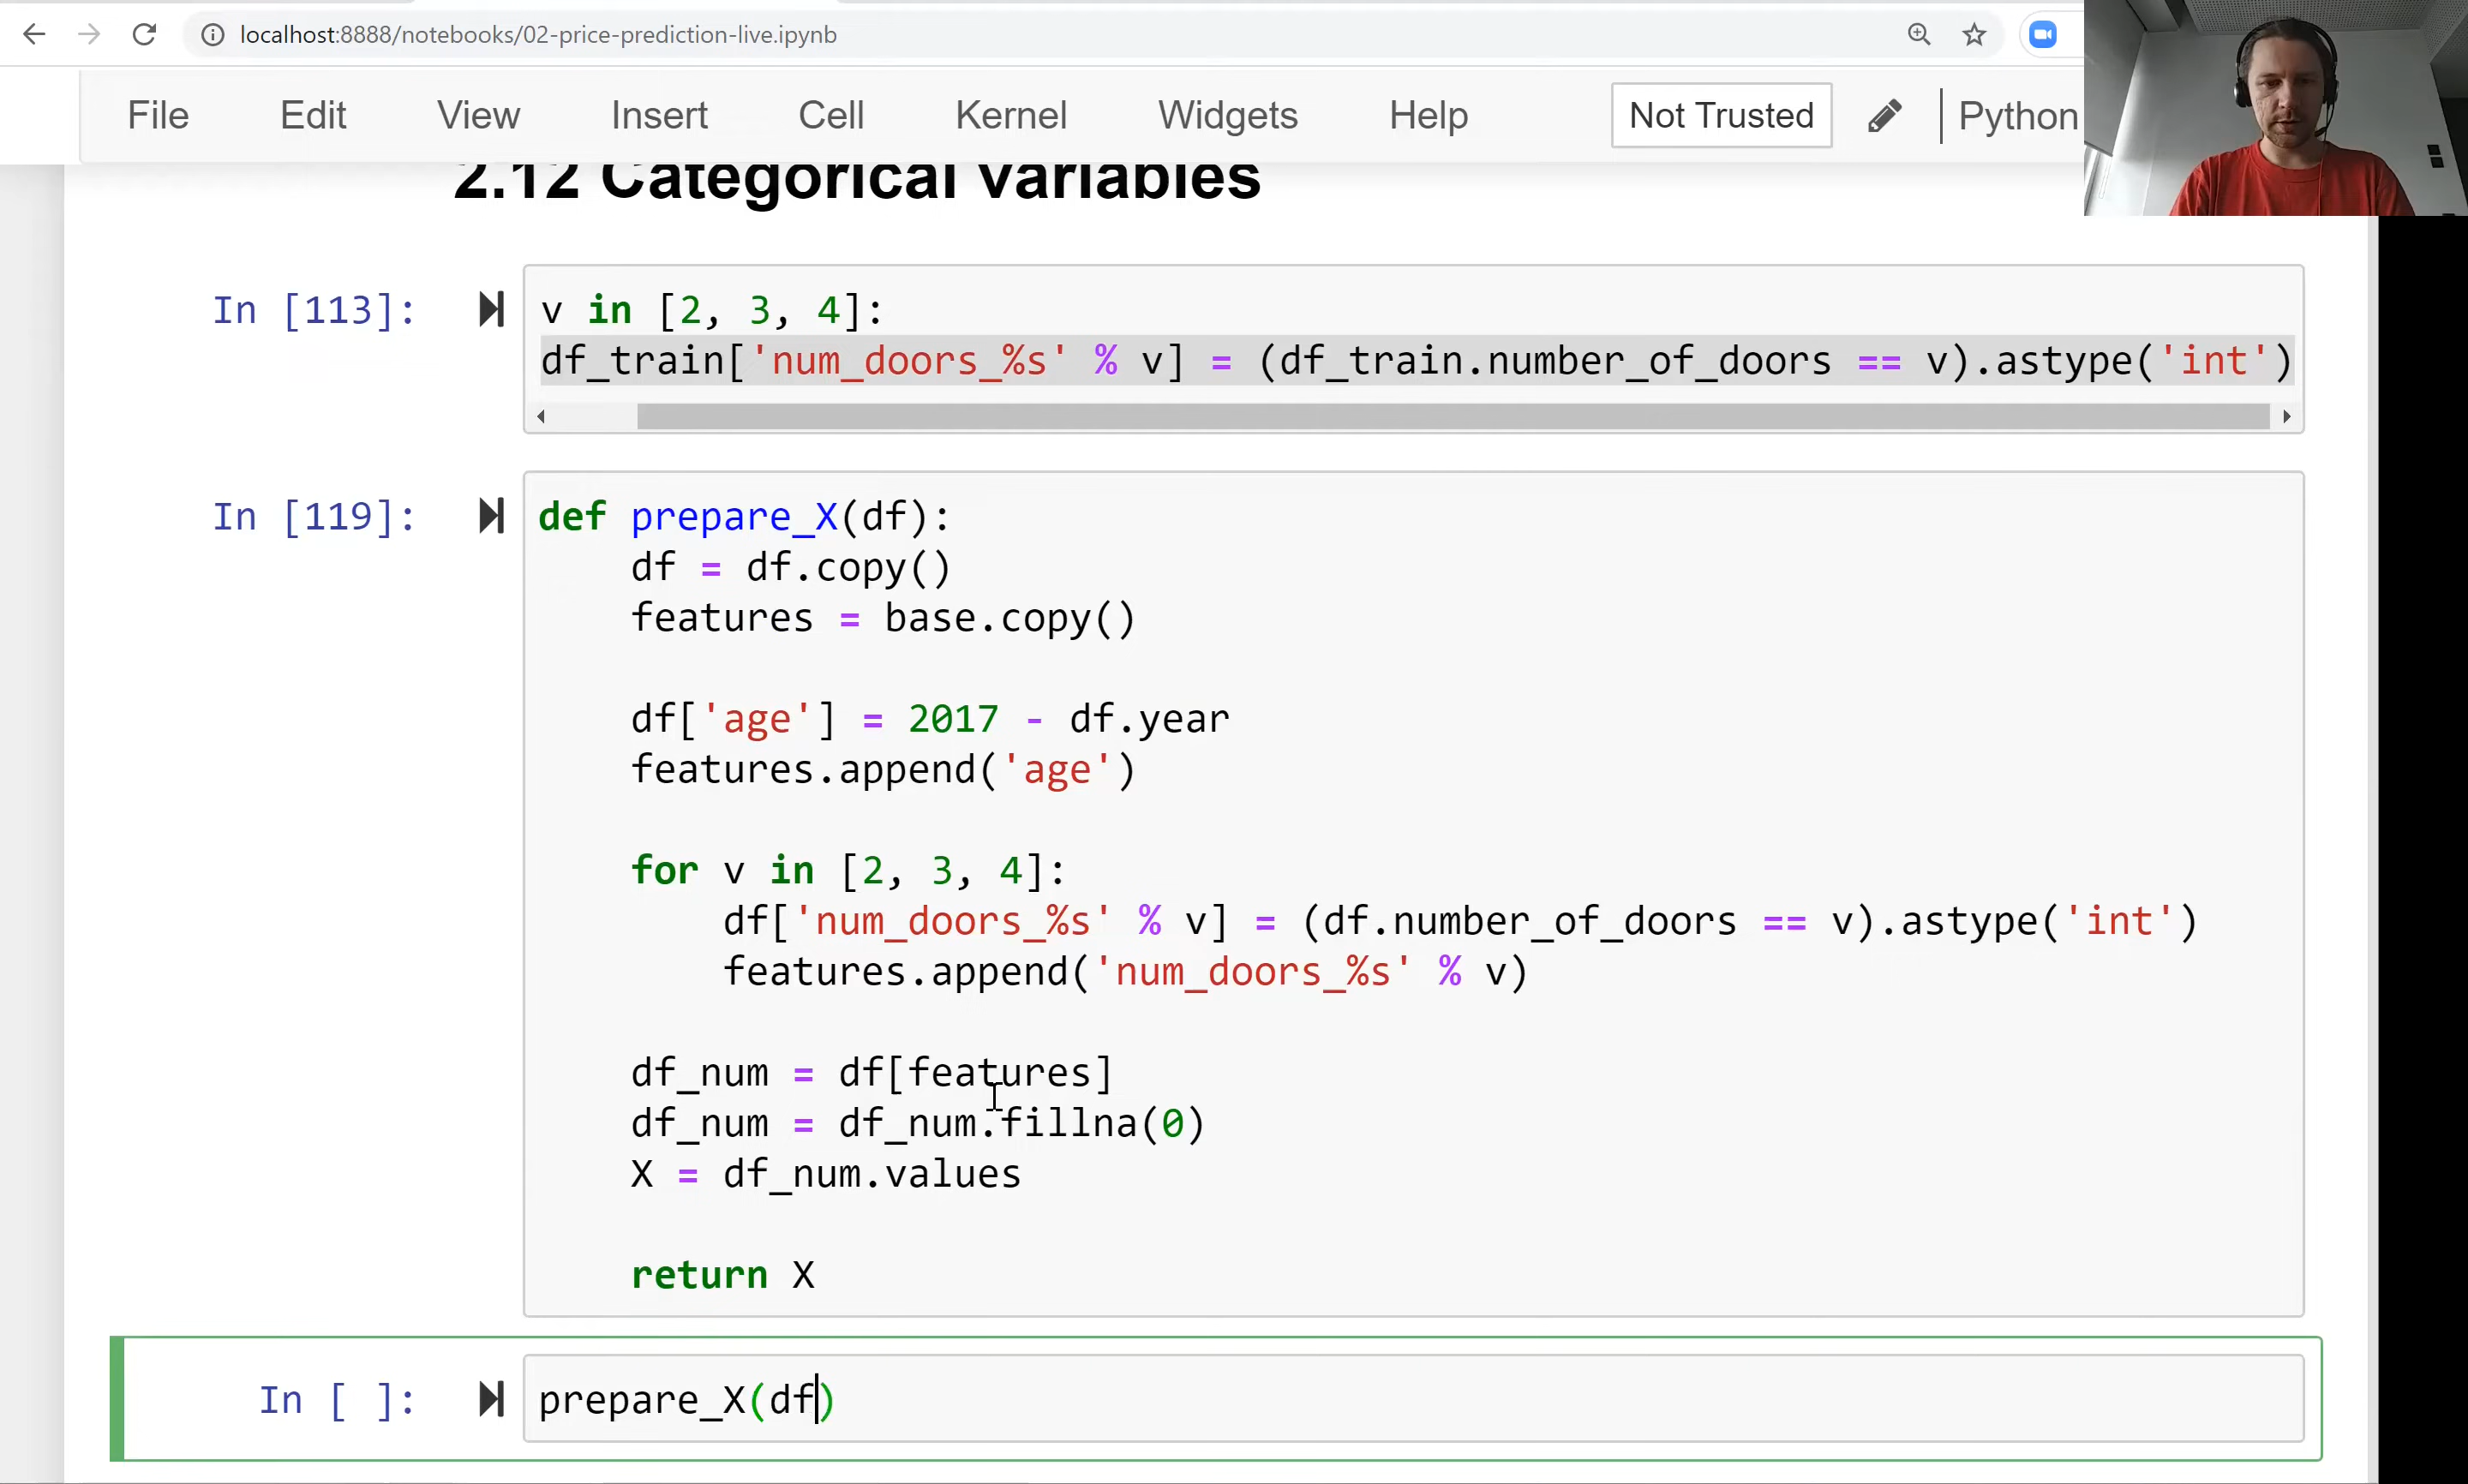 localhost:8888/notebooks/02-price-prediction-live.ipynb
File Edit View Insert Cell Kernel Widgets Help Not Trusted Python
2.12 Categorical variables
In [113]:
v in [2, 3, 4]:
df_train['num_doors_%s' % v] = (df_train.number_of_doors == v).astype('int')
In [119]:
def prepare_X(df):
df = df.copy()
features = base.copy()
df['age'] = 2017 - df.year
features.append('age')
for v in [2, 3, 4]:
df['num_doors_%s' % v] = (df.number_of_doors == v).astype('int')
features.append('num_doors_%s' % v)
df_num = df[features]
df_num = df_num.fillna(0)
X = df_num.values
return X
In [ ]:
prepare_X(df)